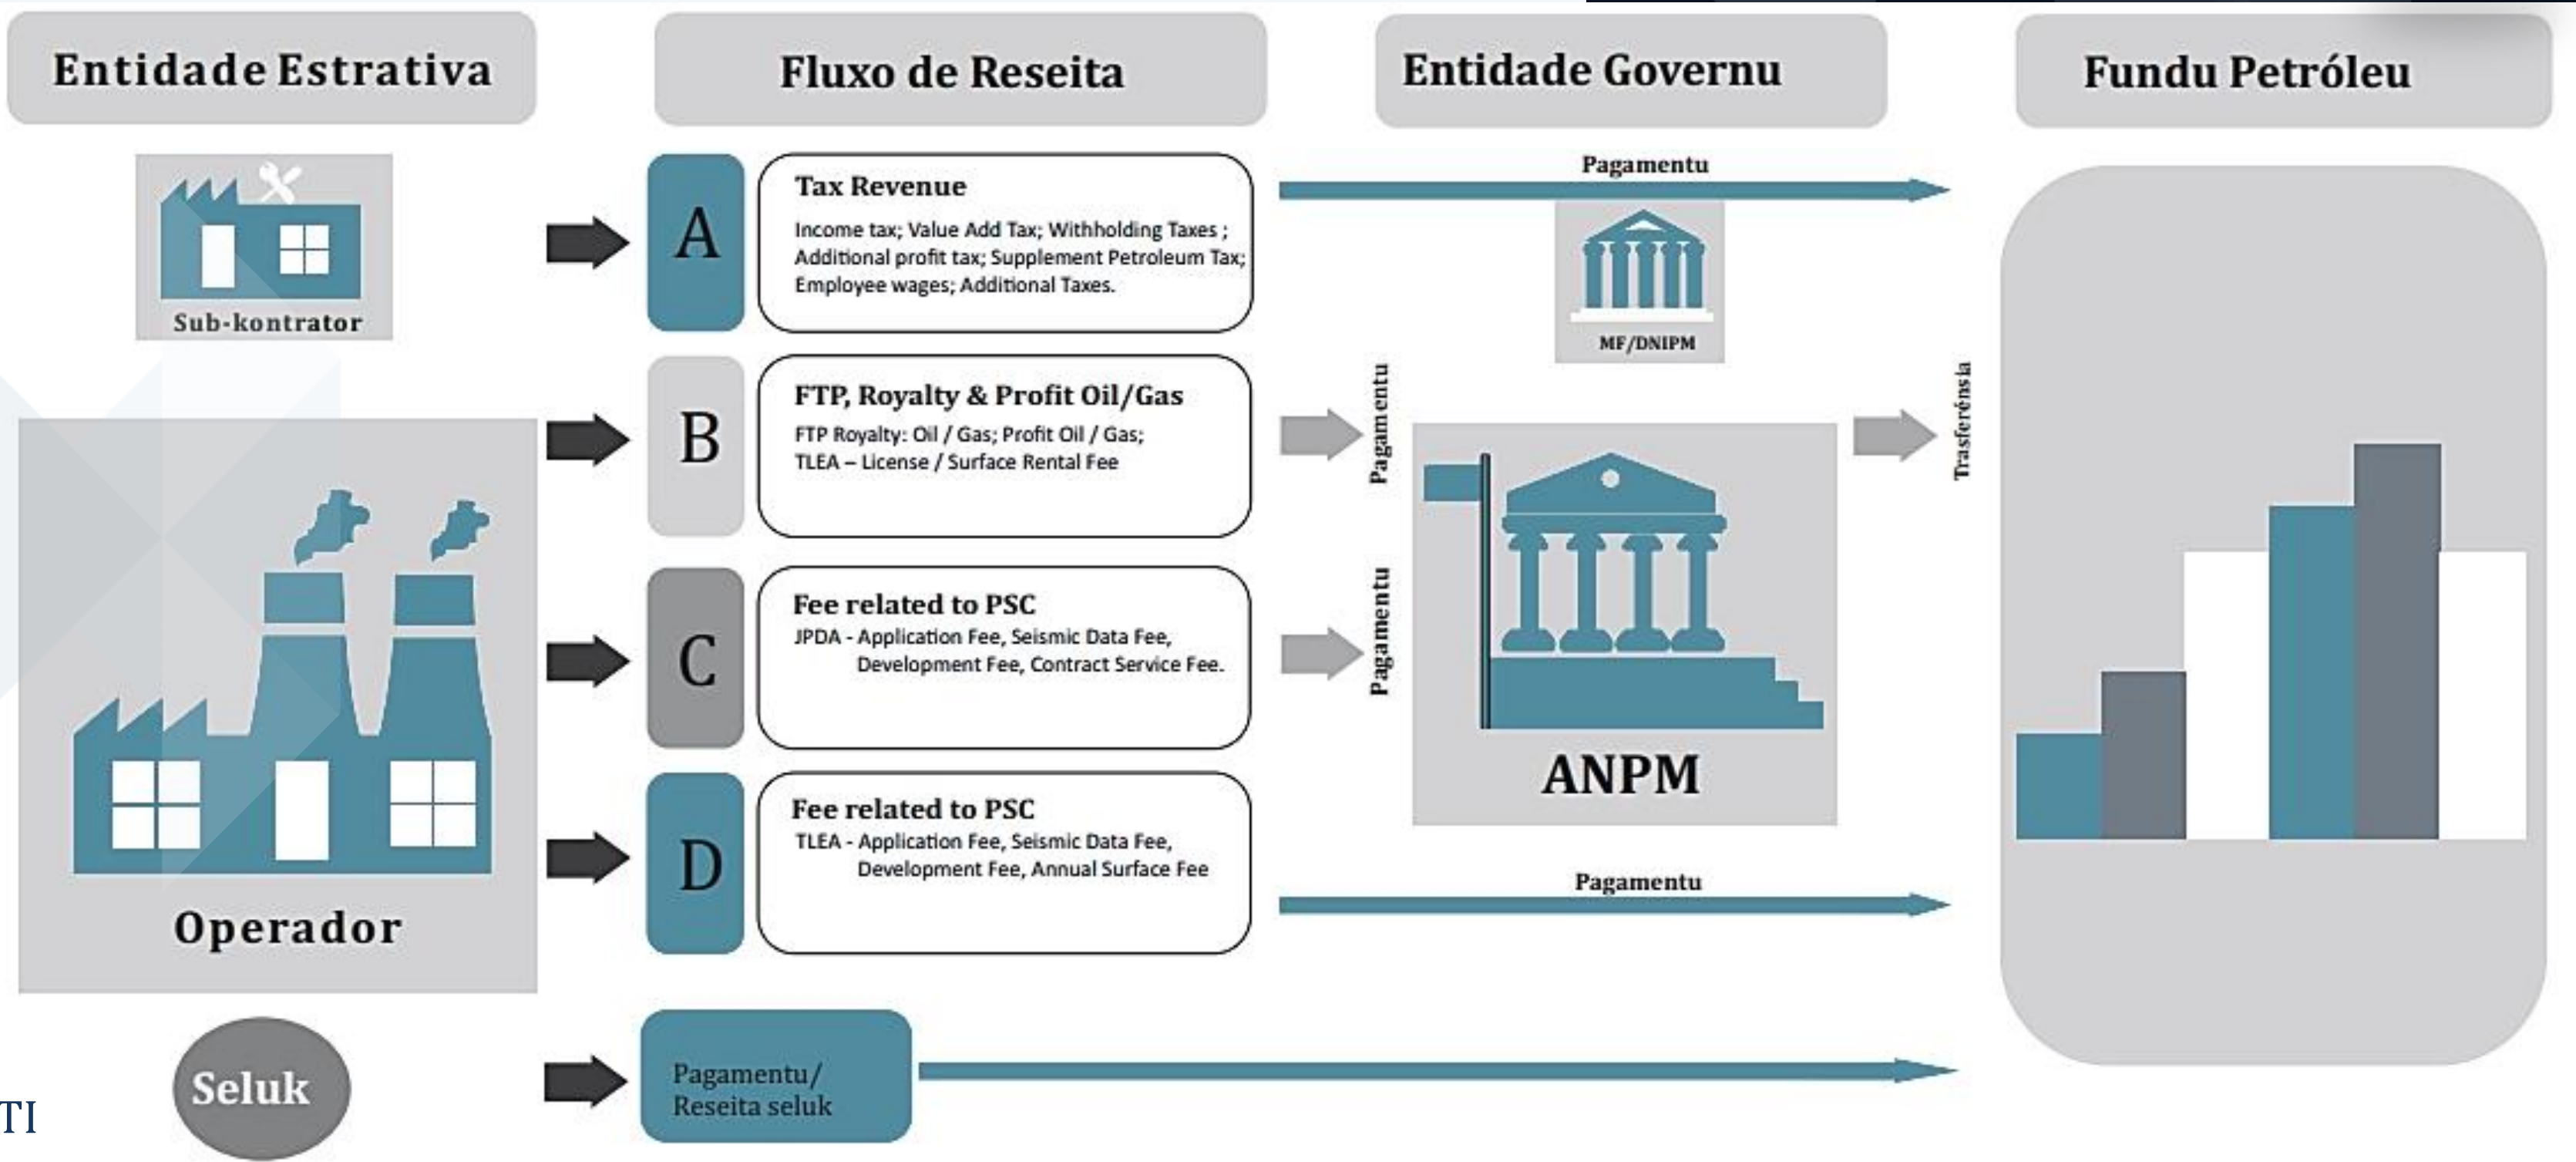 Entidade Estrativa
Fluxo de Reseita
Entidade Governu
Fundu Petróleu
Sub-kontrator
A
Tax Revenue
Income tax; Value Add Tax; Withholding Taxes ;
Additional profit tax; Supplement Petroleum Tax;
Employee wages; Additional Taxes.
Pagamentu
MF/DNIPM
B
FTP, Royalty & Profit Oil/Gas
FTP Royalty: Oil / Gas; Profit Oil / Gas;
TLEA – License / Surface Rental Fee
Pagamentu
Trasferénsia
C
Fee related to PSC
JPDA - Application Fee, Seismic Data Fee,
Development Fee, Contract Service Fee.
Pagamentu
ANPM
D
Fee related to PSC
TLEA - Application Fee, Seismic Data Fee,
Development Fee, Annual Surface Fee
Pagamentu
Operador
Seluk
Pagamentu/
Reseita seluk
TI